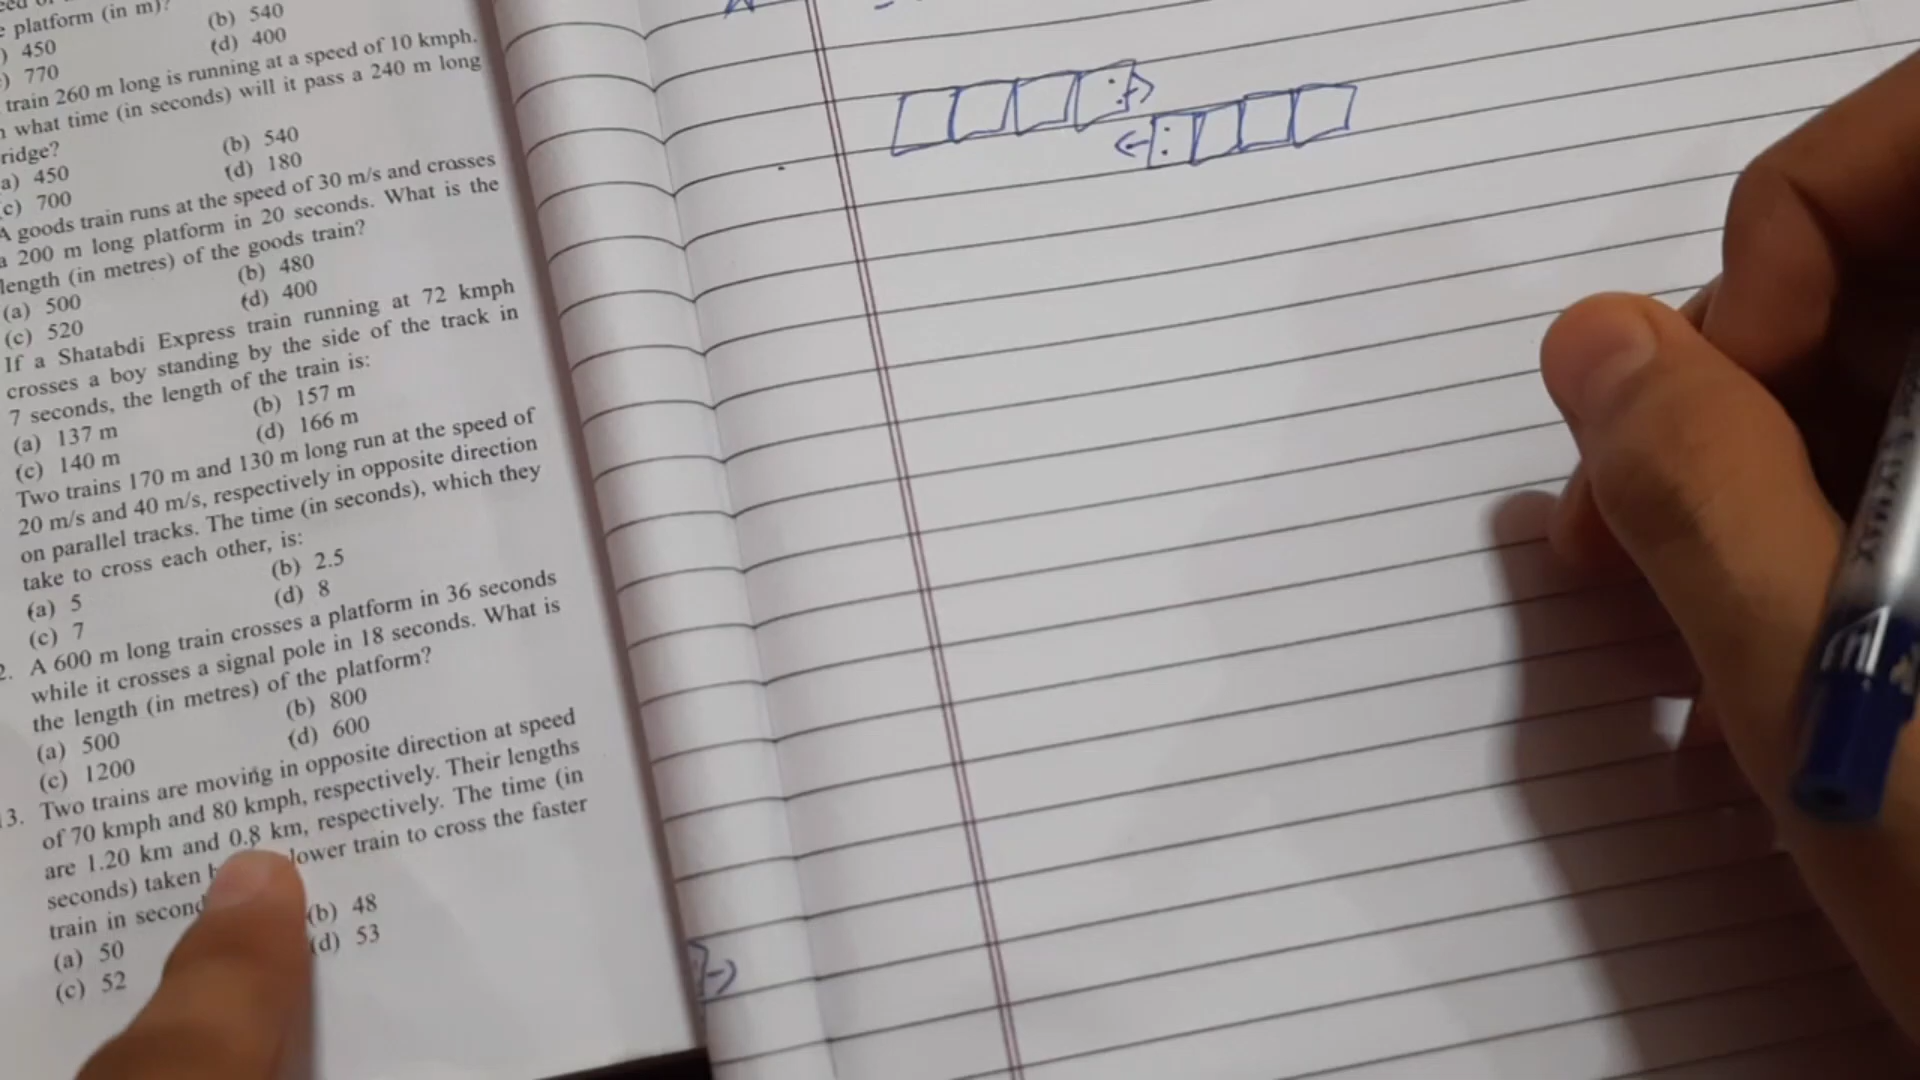 platform (in m)?
(b) 540
) 450
(d) 400
) 770
train 260 m long is running at a speed of 10 kmph.
what time (in seconds) will it pass a 240 m long
ridge?
(b) 540
a) 450
(d) 180
c) 700
A goods train runs at the speed of 30 m/s and crosses
a 200 m long platform in 20 seconds. What is the
length (in metres) of the goods train?
(a) 500
(b) 480
(c) 520
(d) 400
If a Shatabdi Express train running at 72 kmph
crosses a boy standing by the side of the track in
7 seconds, the length of the train is:
(a) 137 m
(b) 157 m
(c) 140 m
(d) 166 m
Two trains 170 m and 130 m long run at the speed of
20 m/s and 40 m/s, respectively in opposite direction
on parallel tracks. The time (in seconds), which they
take to cross each other, is:
(a) 5
(b) 2.5
(c) 7
(d) 8
2. A 600 m long train crosses a platform in 36 seconds
while it crosses a signal pole in 18 seconds. What is
the length (in metres) of the platform?
(a) 500
(b) 800
(c) 1200
(d) 600
13. Two trains are moving in opposite direction at speed
of 70 kmph and 80 kmph, respectively. Their lengths
are 1.20 km and 0.8 km, respectively. The time (in
seconds) taken lower train to cross the faster
train in second
(a) 50
(b) 48
(c) 52
(d) 53